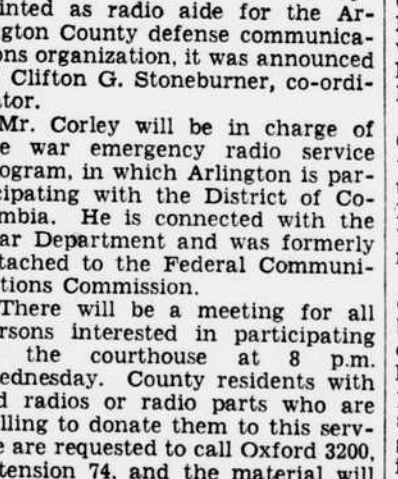 inted as radio aide for the Ar-
gton County defense communica-
ons organization, it was announced
Clifton G. Stoneburner, co-ordi-
tor.
Mr. Corley will be in charge of
e war emergency radio service
ogram, in which Arlington is par-
cipating with the District of Co-
mbia. He is connected with the
ar Department and was formerly
tached to the Federal Communi-
tions Commission.
There will be a meeting for all
ersons interested in participating
the courthouse at 8 p.m.
ednesday. County residents with
d radios or radio parts who are
lling to donate them to this serv-
e are requested to call Oxford 3200,
tension 74, and the material will